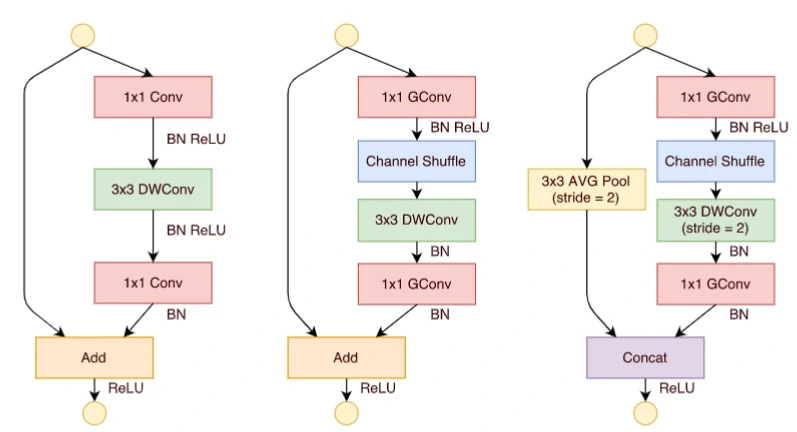 1x1 Conv
BN ReLU
3x3 DWConv
BN ReLU
1x1 Conv
BN
Add
ReLU
1x1 GConv
BN ReLU
Channel Shuffle
3x3 DWConv
BN
1x1 GConv
BN
Add
ReLU
1x1 GConv
BN ReLU
Channel Shuffle
3x3 AVG Pool
(stride = 2)
3x3 DWConv
(stride = 2)
BN
1x1 GConv
BN
Concat
ReLU